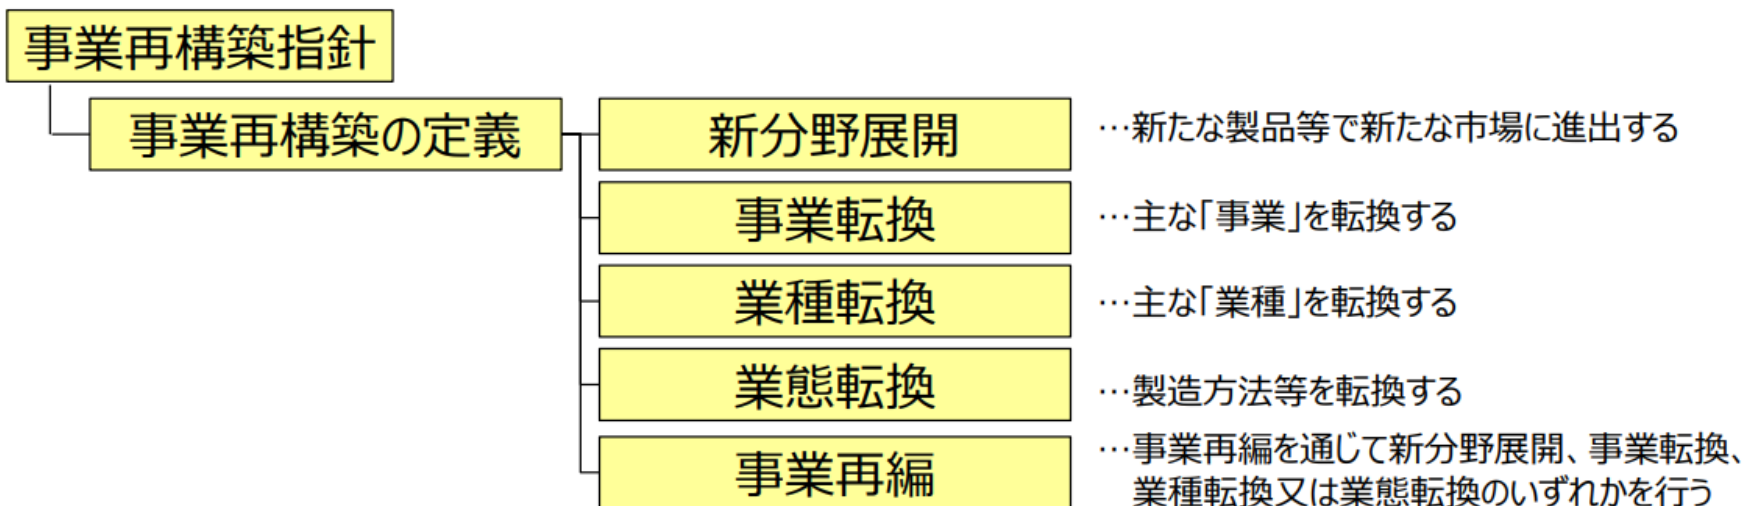 事業再構築指針
事業再構築の定義
新分野展開
…新たな製品等で新たな市場に進出する
事業転換
…主な「事業」を転換する
業種転換
…主な「業種」を転換する
業態転換
…製造方法等を転換する
事業再編
…事業再編を通じて新分野展開、事業転換、
業種転換又は業態転換のいずれかを行う